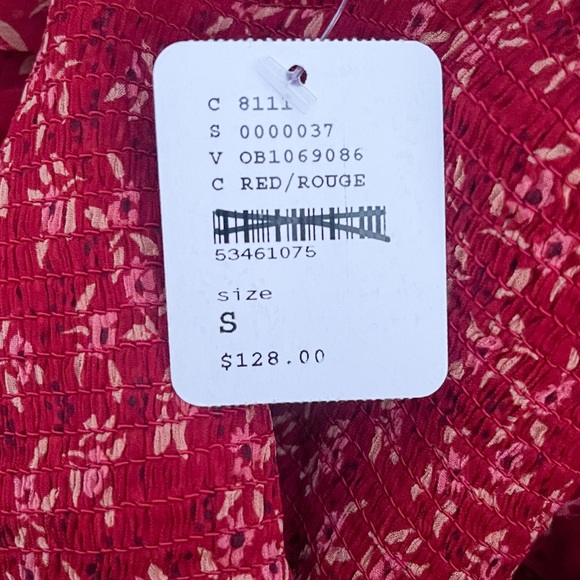 C 8111
S 0000037
V OB1069086
C RED/ROUGE
53461075
size
S
$128.00